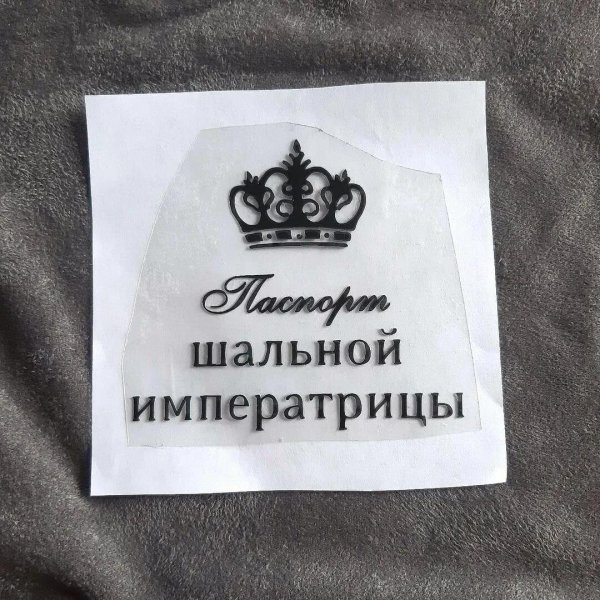 Паспорт
шальной
императрицы